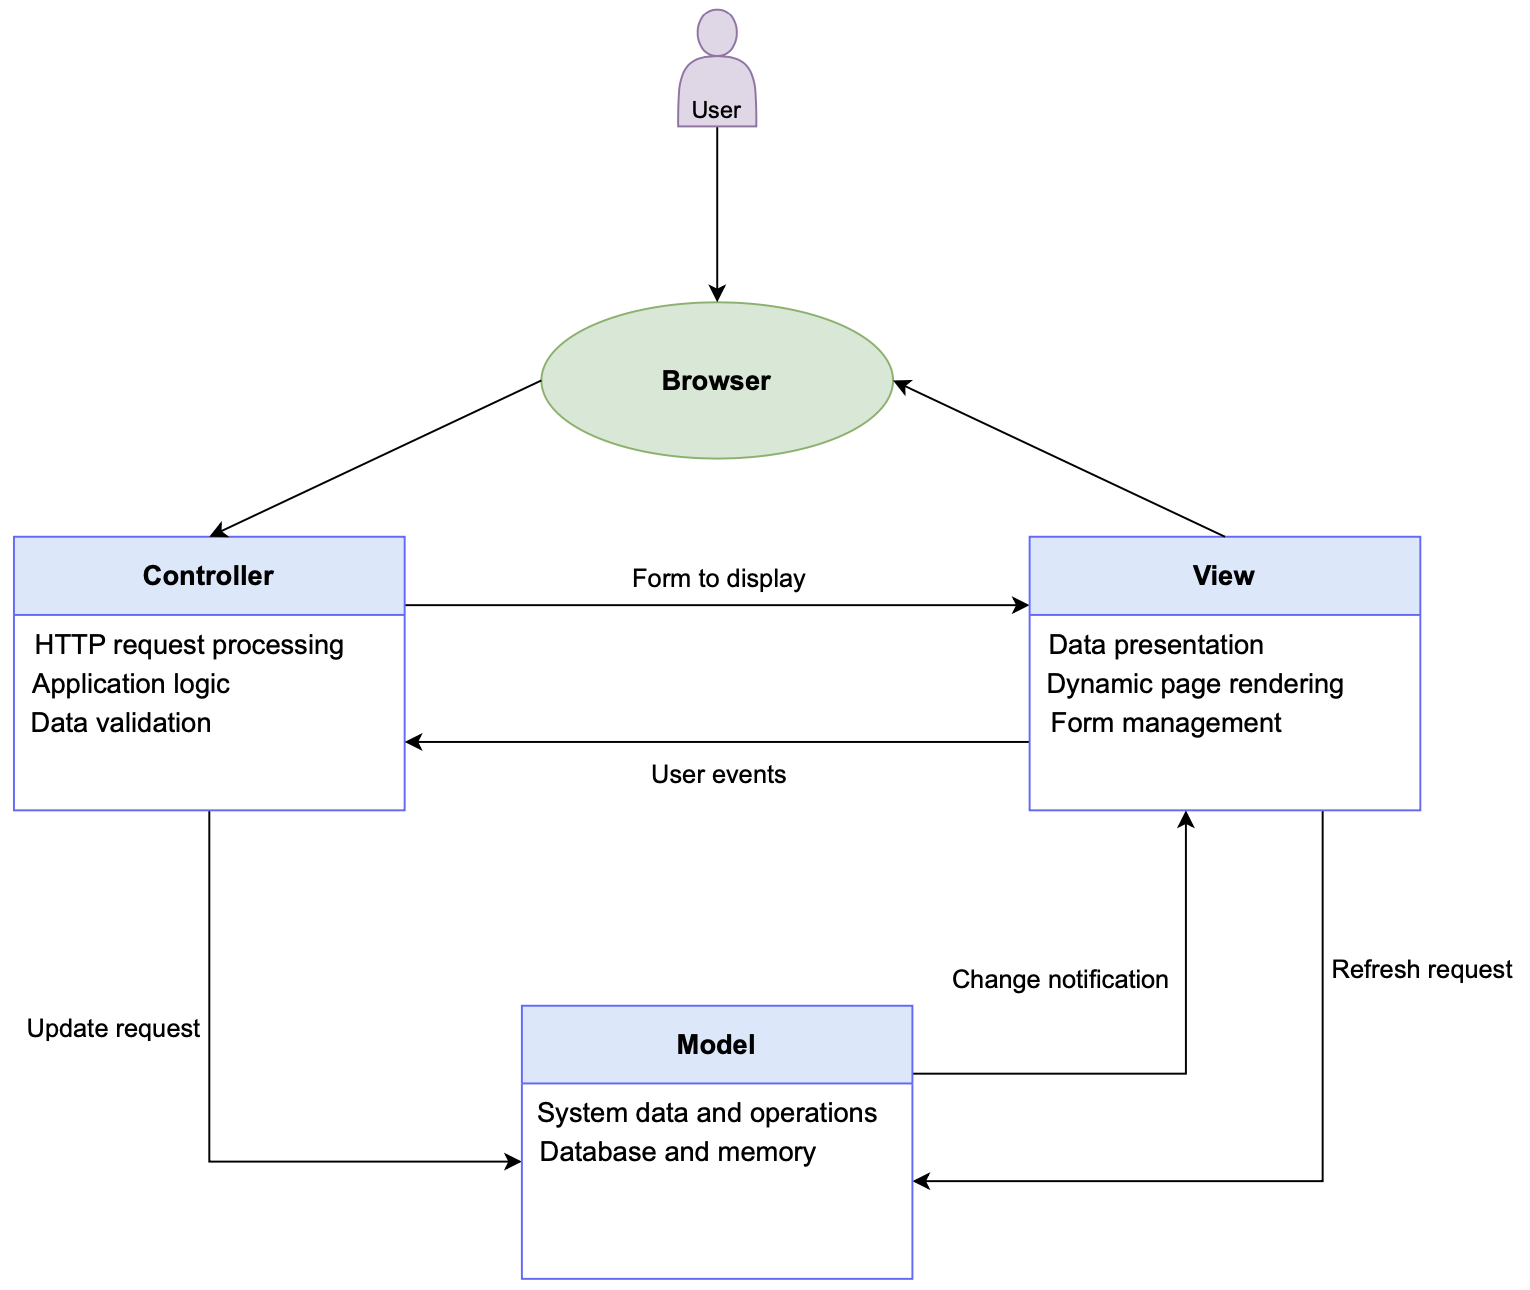 User
Browser
Controller
HTTP request processing
Application logic
Data validation
Form to display
User events
View
Data presentation
Dynamic page rendering
Form management
Update request
Change notification
Refresh request
Model
System data and operations
Database and memory